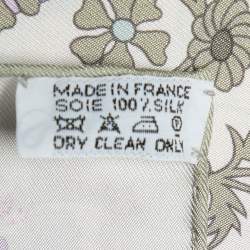 MADE IN FRANCE
SOIE 100% SILK
DRY CLEAN ONLY